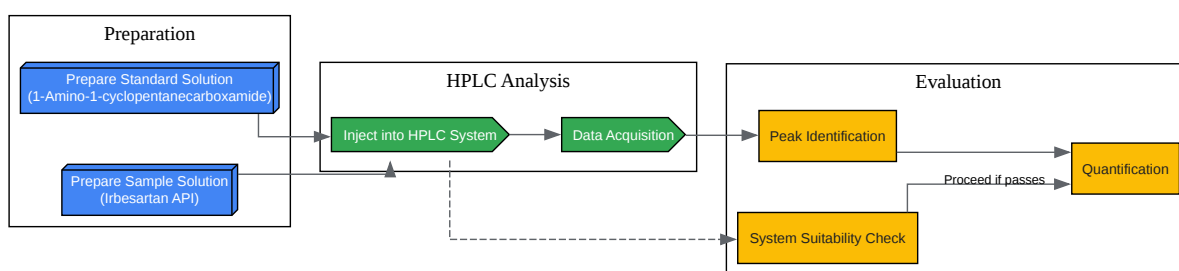 Preparation
Prepare Standard Solution
(1-Amino-1-cyclopentanecarboxamide)
Prepare Sample Solution
(Irbesartan API)
HPLC Analysis
Inject into HPLC System
Data Acquisition
Evaluation
Peak Identification
Quantification
Proceed if passes
System Suitability Check